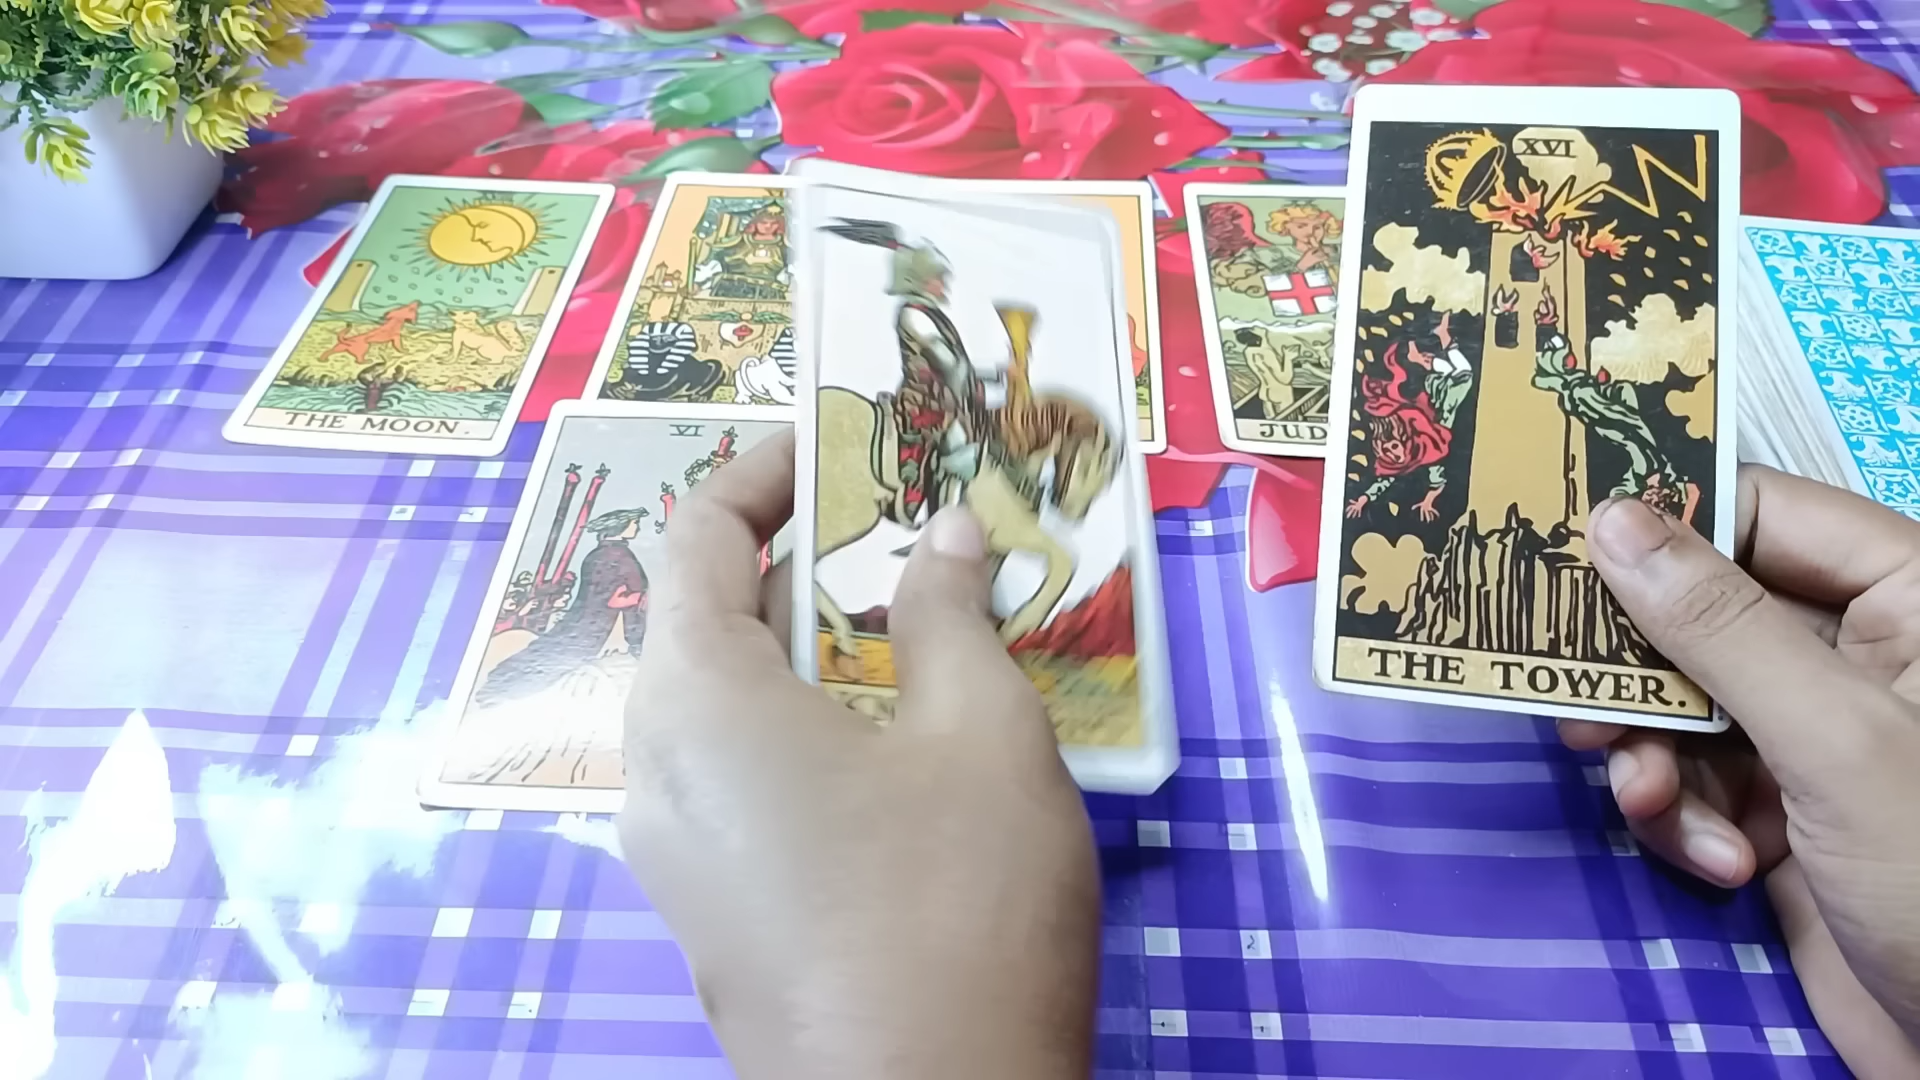 THE MOON.
VI
JUD
XVI
THE TOWER.